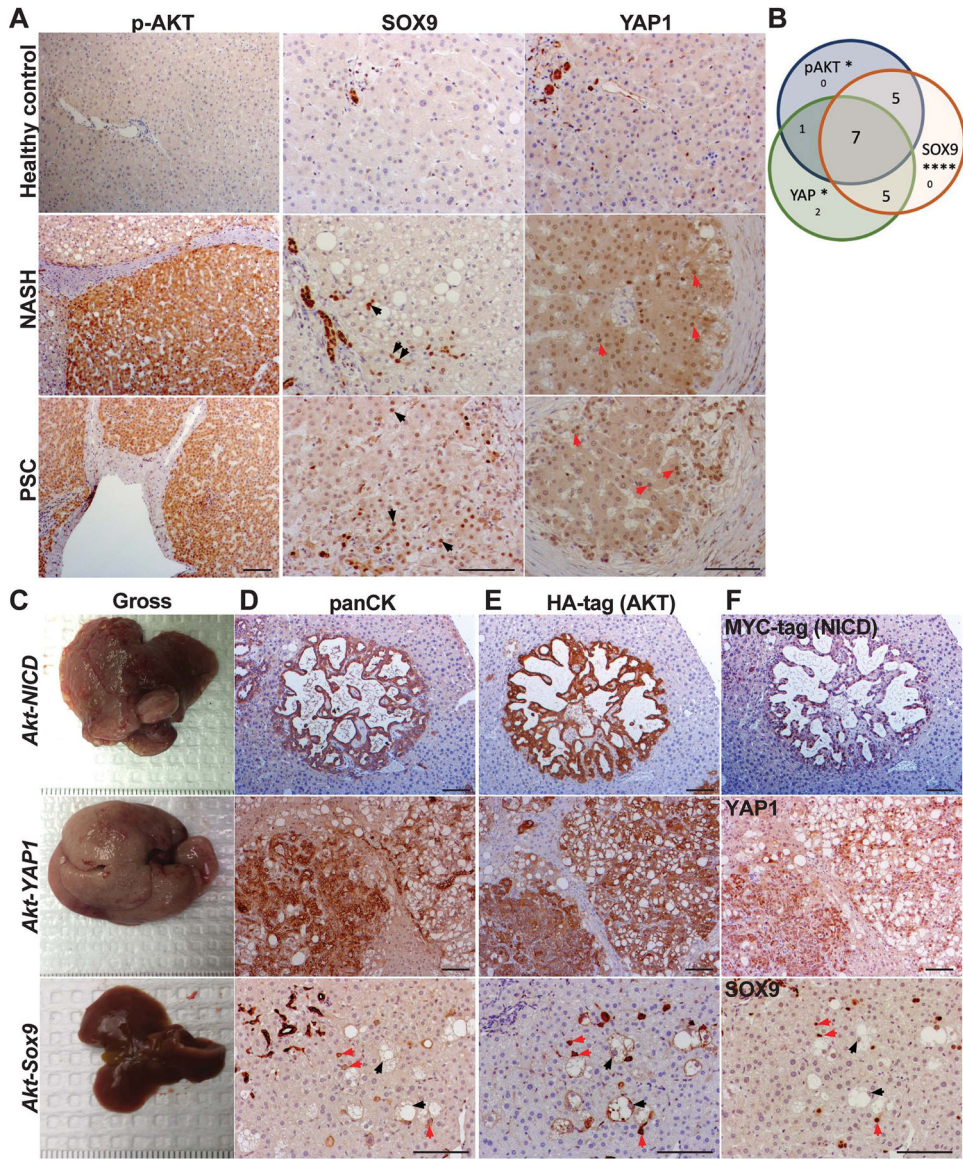 A
p-AKT
SOX9
YAP1
Healthy control
NASH
PSC
B
pAKT *
0
5
1
7
SOX9
****
0
YAP *
2
5
C
Gross
D
panCK
E
HA-tag (AKT)
F
MYC-tag (NICD)
Akt-NICD
Akt-YAP1
YAP1
Akt-Sox9
SOX9